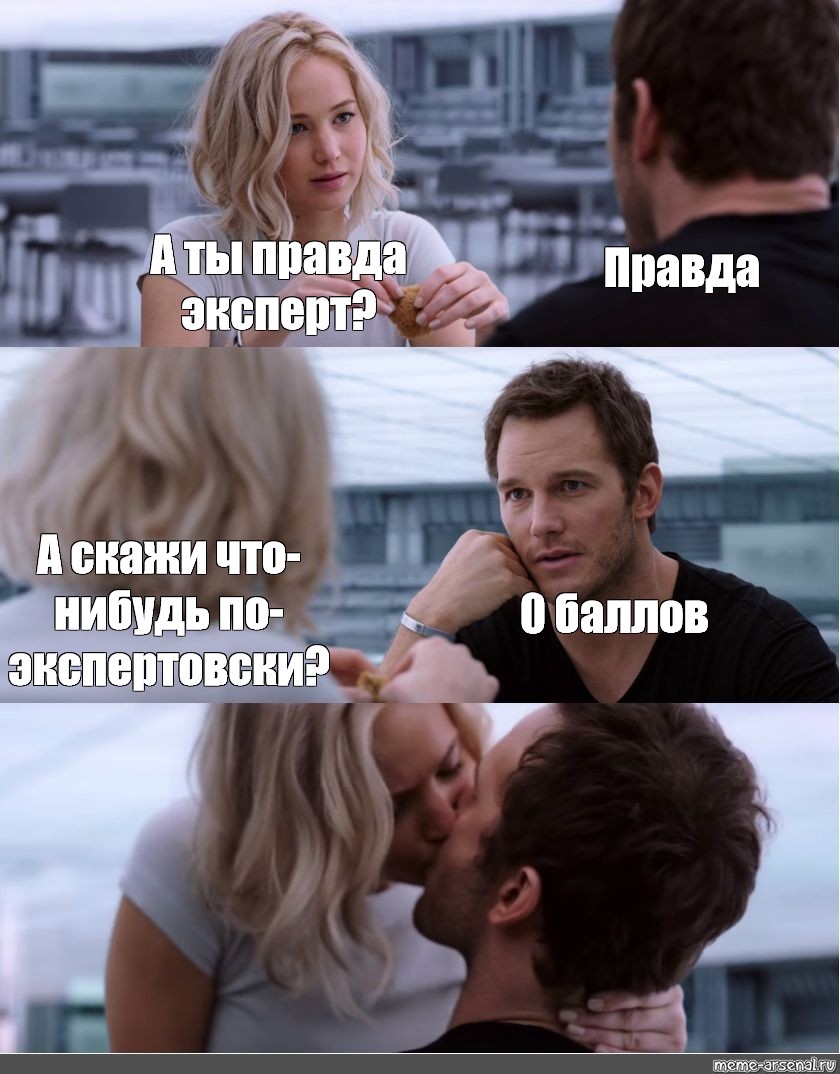 А ты правда
эксперт?
Правда
А скажи что-
нибудь по-
экспертовски?
0 баллов
meme-arsenal.ru